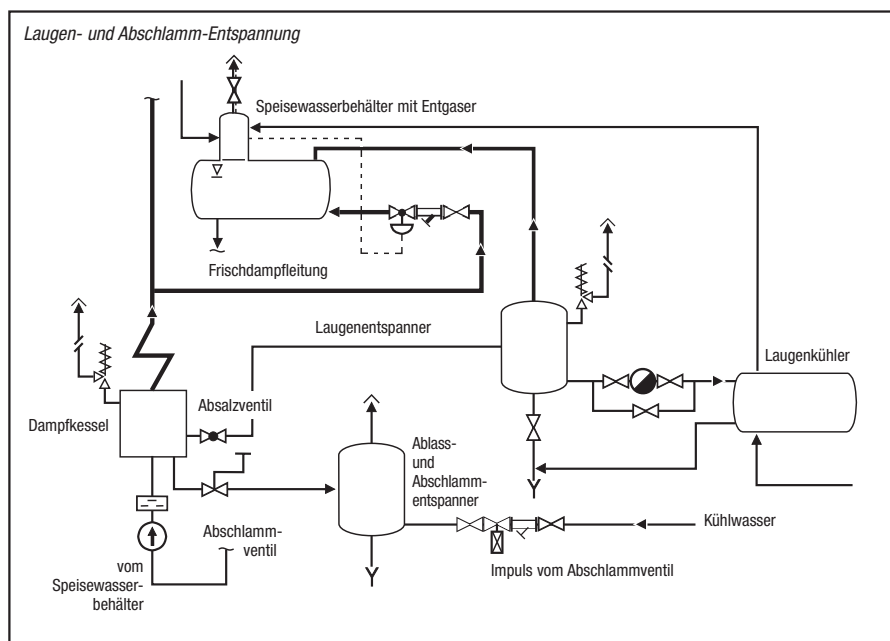 Laugen- und Abschlamm-Entspannung
Speisewasserbehälter mit Entgaser
Frischdampfleitung
Laugenentspanner
Laugenkühler
Absalzventil
Dampfkessel
Ablass-
und
Abschlamm-
entspanner
Abschlamm-
ventil
Kühlwasser
vom
Speisewasser-
behälter
Impuls vom Abschlammventil